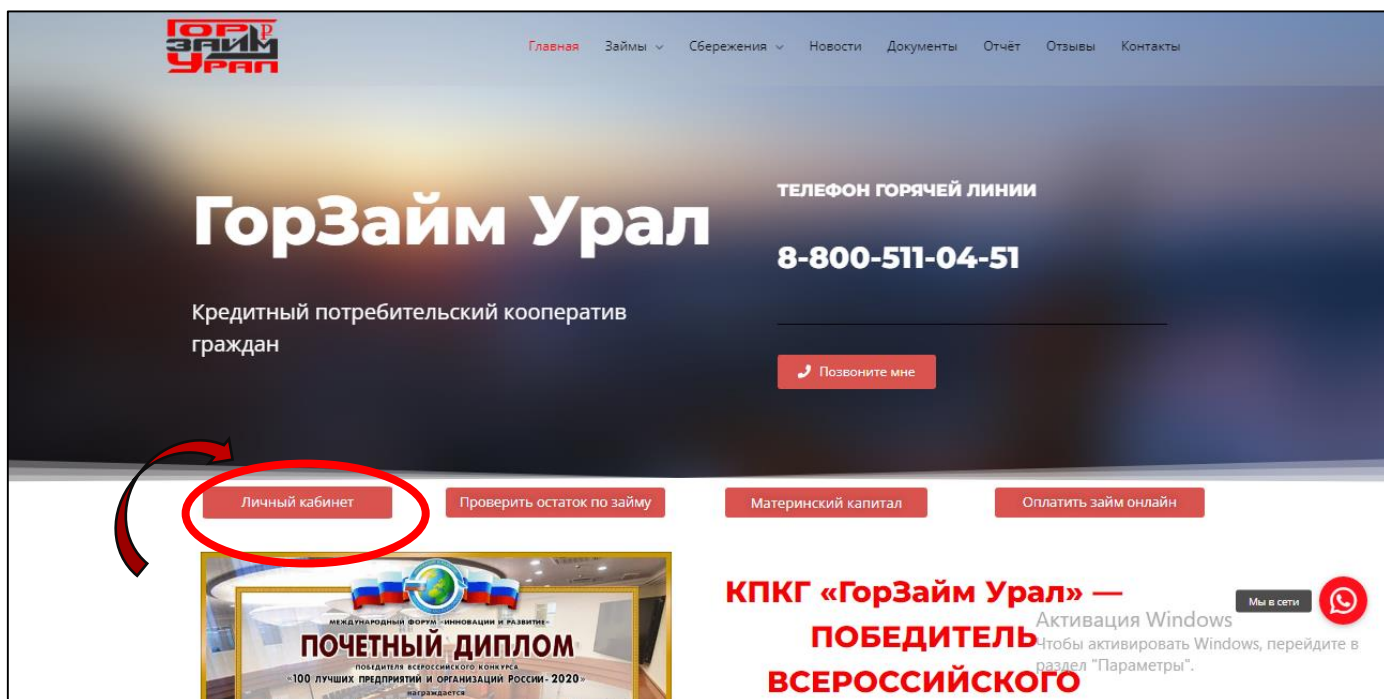 ГОР ₽
ЗАЙМ
УРАЛ
Главная Займы Сбережения Новости Документы Отчёт Отзывы Контакты
ГорЗайм Урал
Кредитный потребительский кооператив
граждан
ТЕЛЕФОН ГОРЯЧЕЙ ЛИНИИ
8-800-511-04-51
Позвоните мне
Личный кабинет
Проверить остаток по займу
Материнский капитал
Оплатить займ онлайн
МЕЖДУНАРОДНЫЙ ФОРУМ «ИННОВАЦИИ И РАЗВИТИЕ»
ПОЧЕТНЫЙ ДИПЛОМ
ПОБЕДИТЕЛЯ ВСЕРОССИЙСКОГО КОНКУРСА
«100 ЛУЧШИХ ПРЕДПРИЯТИЙ И ОРГАНИЗАЦИЙ РОССИИ - 2020»
награждается
КПКГ «ГорЗайм Урал» —
ПОБЕДИТЕЛЬ
ВСЕРОССИЙСКОГО
Мы в сети
Активация Windows
Чтобы активировать Windows, перейдите в
раздел "Параметры".